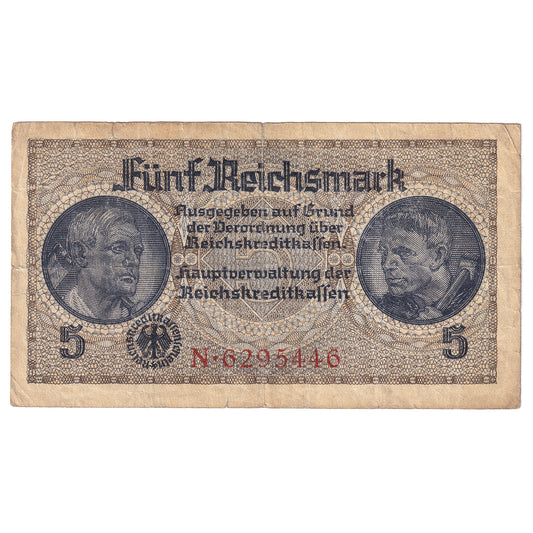 Fünf Reichsmark
Ausgegeben auf Grund
der Verordnung über
Reichskreditkassen.
Hauptverwaltung der
Reichskreditkassen
5
5
N·6295446